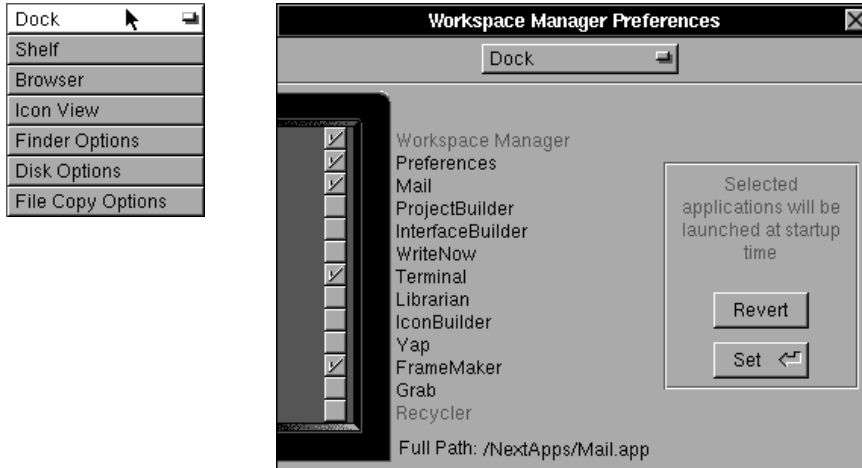 Dock
Shelf
Browser
Icon View
Finder Options
Disk Options
File Copy Options
Workspace Manager Preferences
Dock
Workspace Manager
Preferences
Mail
ProjectBuilder
InterfaceBuilder
WriteNow
Terminal
Librarian
IconBuilder
Yap
FrameMaker
Grab
Recycler
Full Path: /NextApps/Mail.app
Selected
applications will be
launched at startup
time
Revert
Set